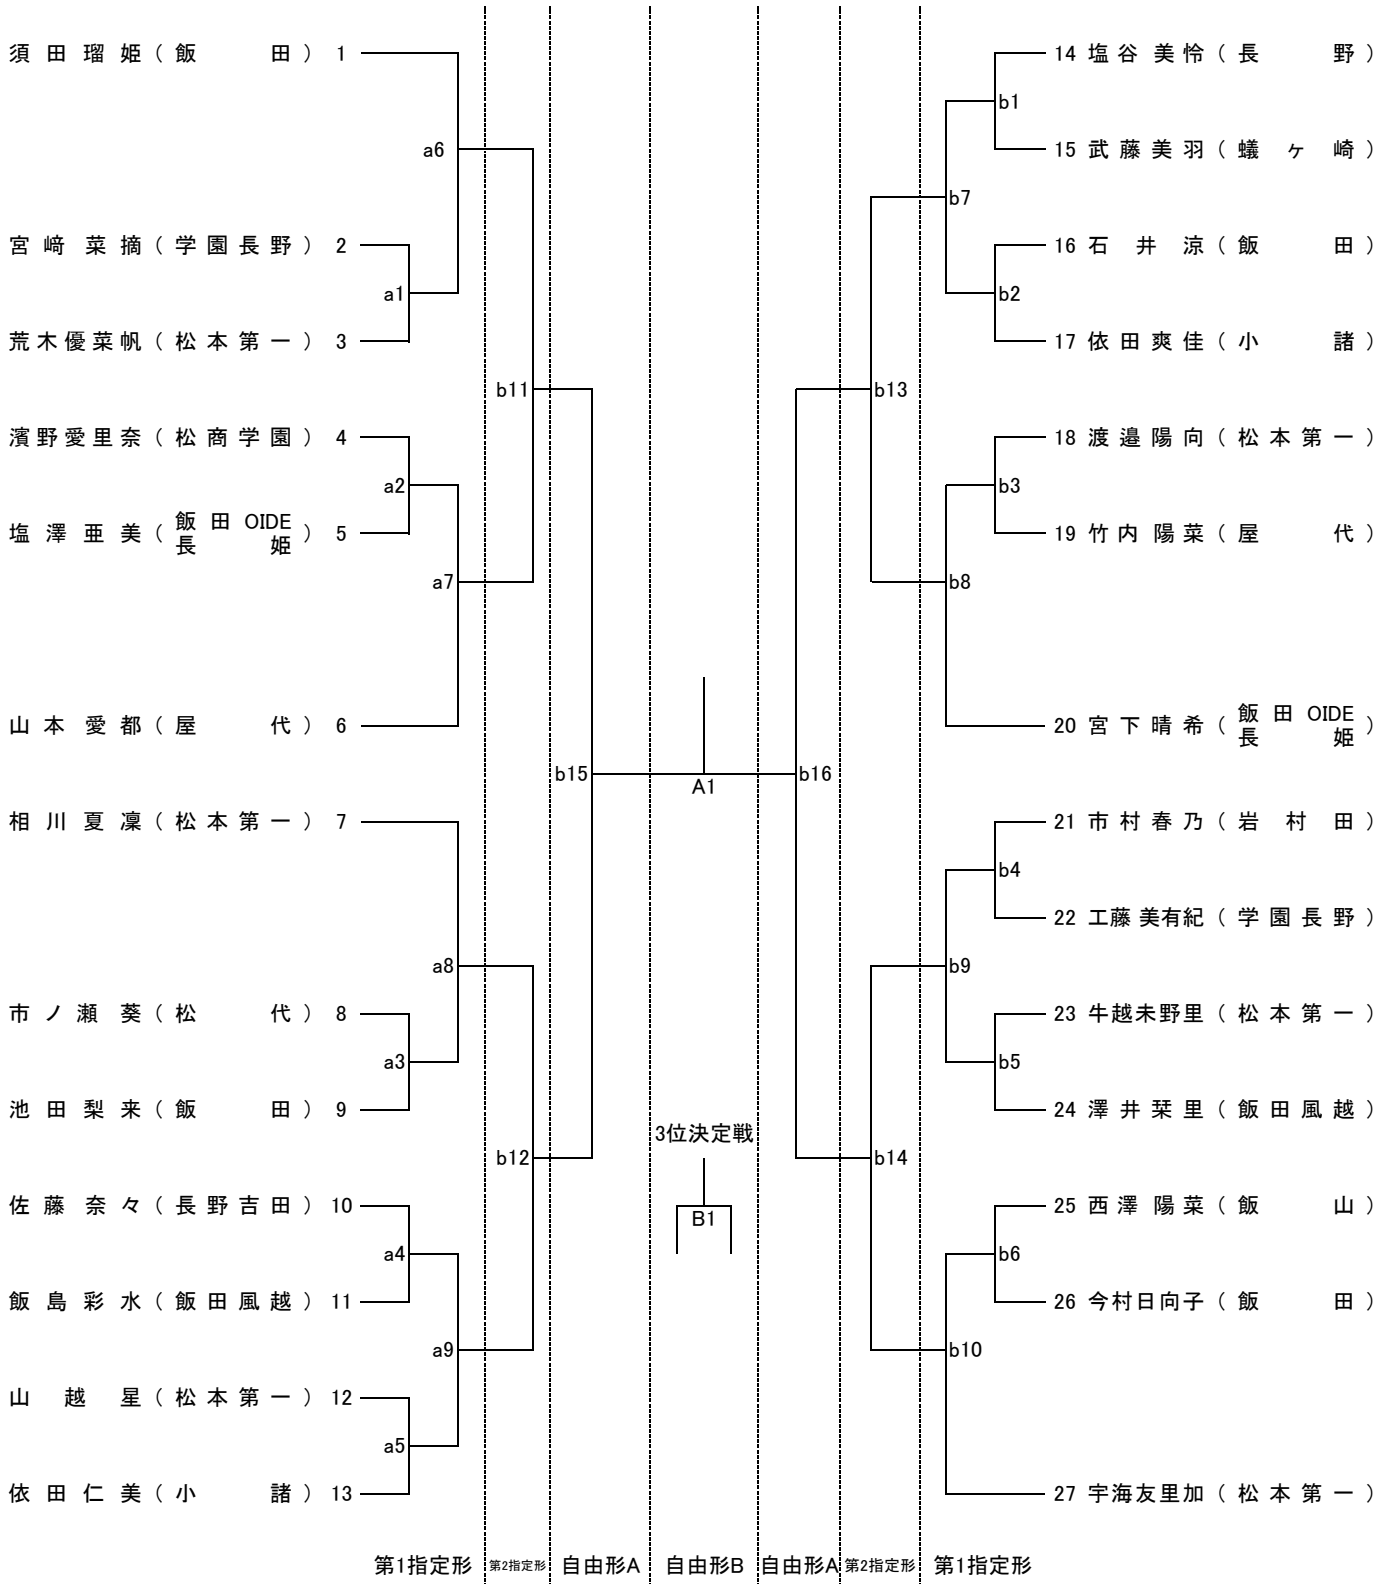 須田瑠姫（飯田） 1
a6
宮﨑菜摘（学園長野） 2
a1
荒木優菜帆（松本第一） 3
b11
濱野愛里奈（松商学園） 4
a2
塩澤亜美（飯田OIDE長姫） 5
a7
山本愛都（屋代） 6
b15
相川夏凜（松本第一） 7
a8
市ノ瀬葵（松代） 8
a3
池田梨来（飯田） 9
b12
佐藤奈々（長野吉田） 10
a4
飯島彩水（飯田風越） 11
a9
山越星（松本第一） 12
a5
依田仁美（小諸） 13
A1
3位決定戦
B1
14 塩谷美怜（長野）
b1
15 武藤美羽（蟻ヶ崎）
b7
16 石井涼（飯田）
b2
17 依田爽佳（小諸）
b13
18 渡邉陽向（松本第一）
b3
19 竹内陽菜（屋代）
b8
20 宮下晴希（飯田OIDE長姫）
b16
21 市村春乃（岩村田）
b4
22 工藤美有紀（学園長野）
b9
23 牛越未野里（松本第一）
b5
24 澤井栞里（飯田風越）
b14
25 西澤陽菜（飯山）
b6
26 今村日向子（飯田）
b10
27 宇海友里加（松本第一）
第1指定形 第2指定形 自由形A 自由形B 自由形A 第2指定形 第1指定形